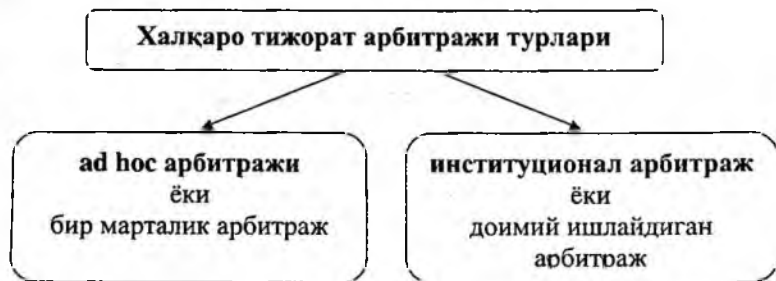 Халқаро тижорат арбитражи турлари
ad hoc арбитражи
ёки
бир марталик арбитраж
институционал арбитраж
ёки
доимий ишлайдиган
арбитраж